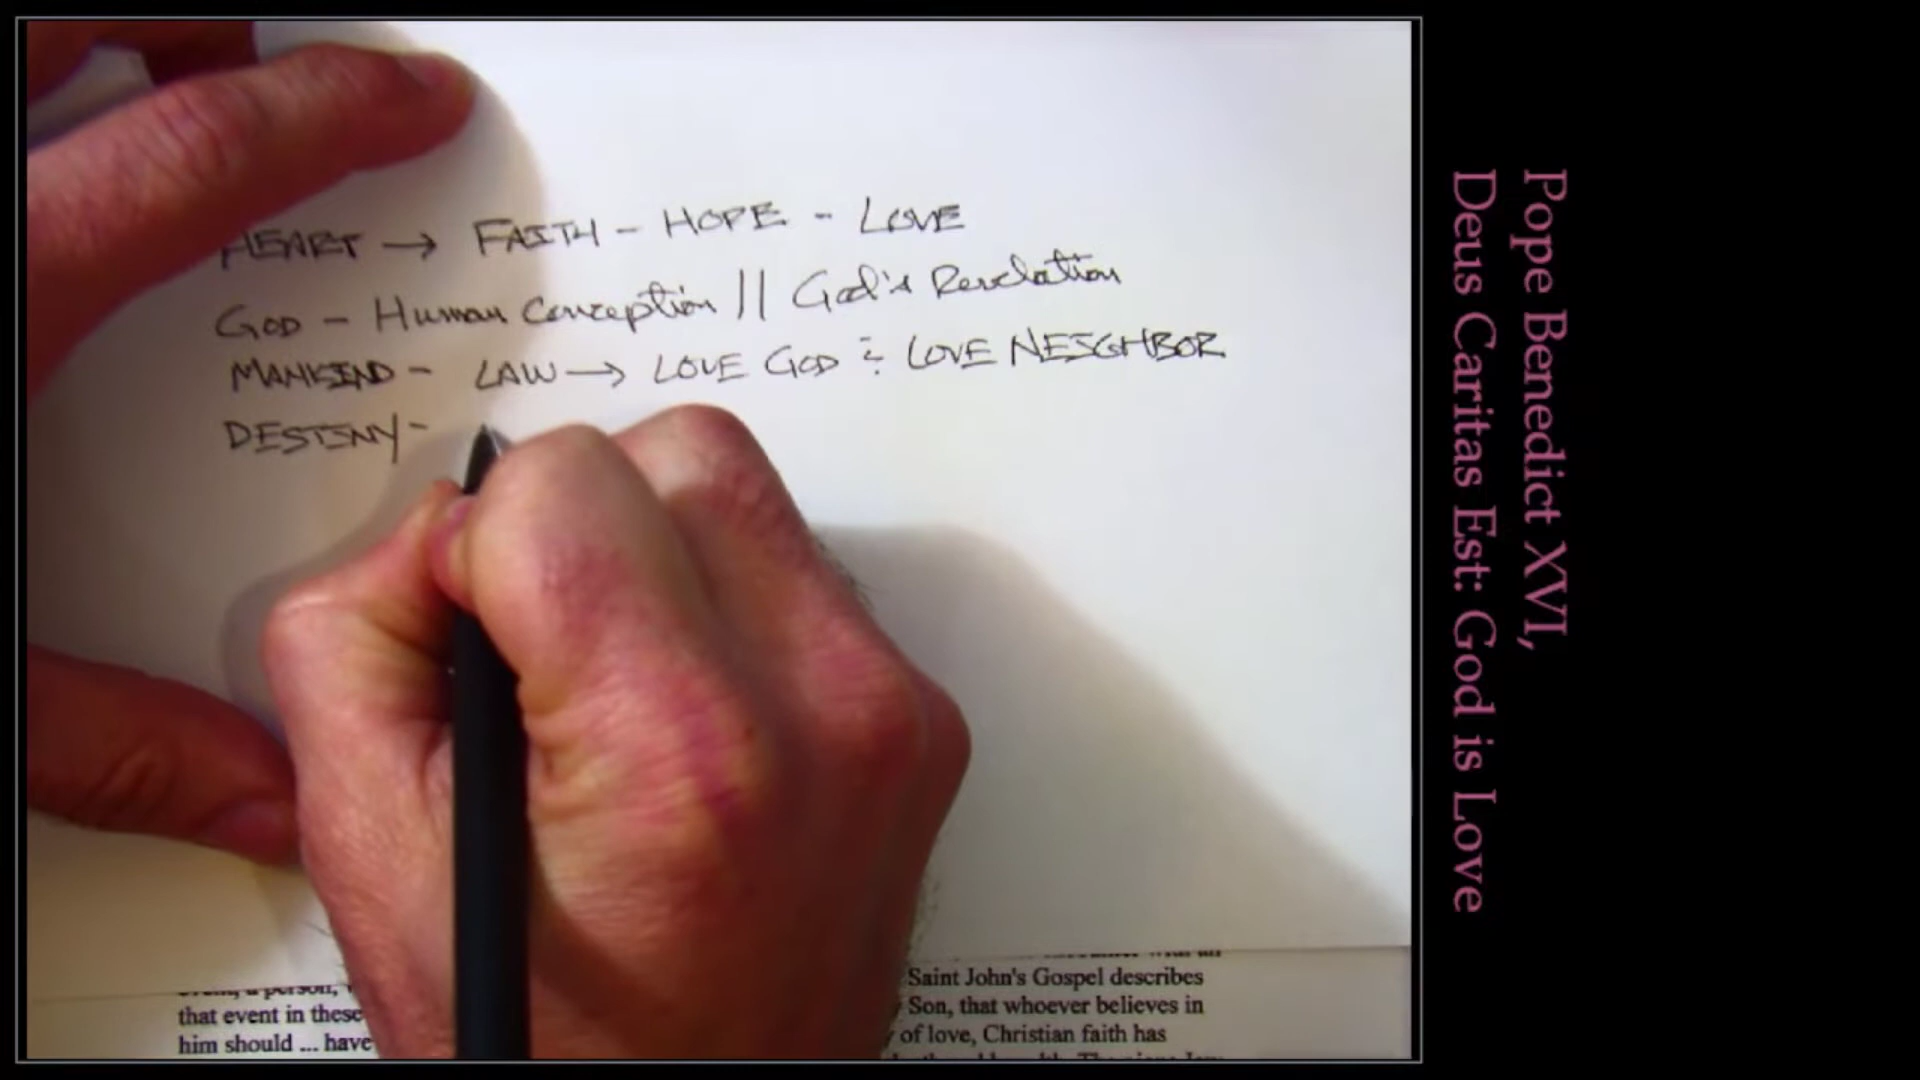 HEART → FAITH - HOPE - LOVE
GOD - Human Conception || God's Revelation
MANKIND - LAW → LOVE GOD & LOVE NEIGHBOR
DESTINY -
Pope Benedict XVI,
Deus Caritas Est: God is Love
a person,
Saint John's Gospel describes
that event in these
Son, that whoever believes in
him should ... have
of love, Christian faith has